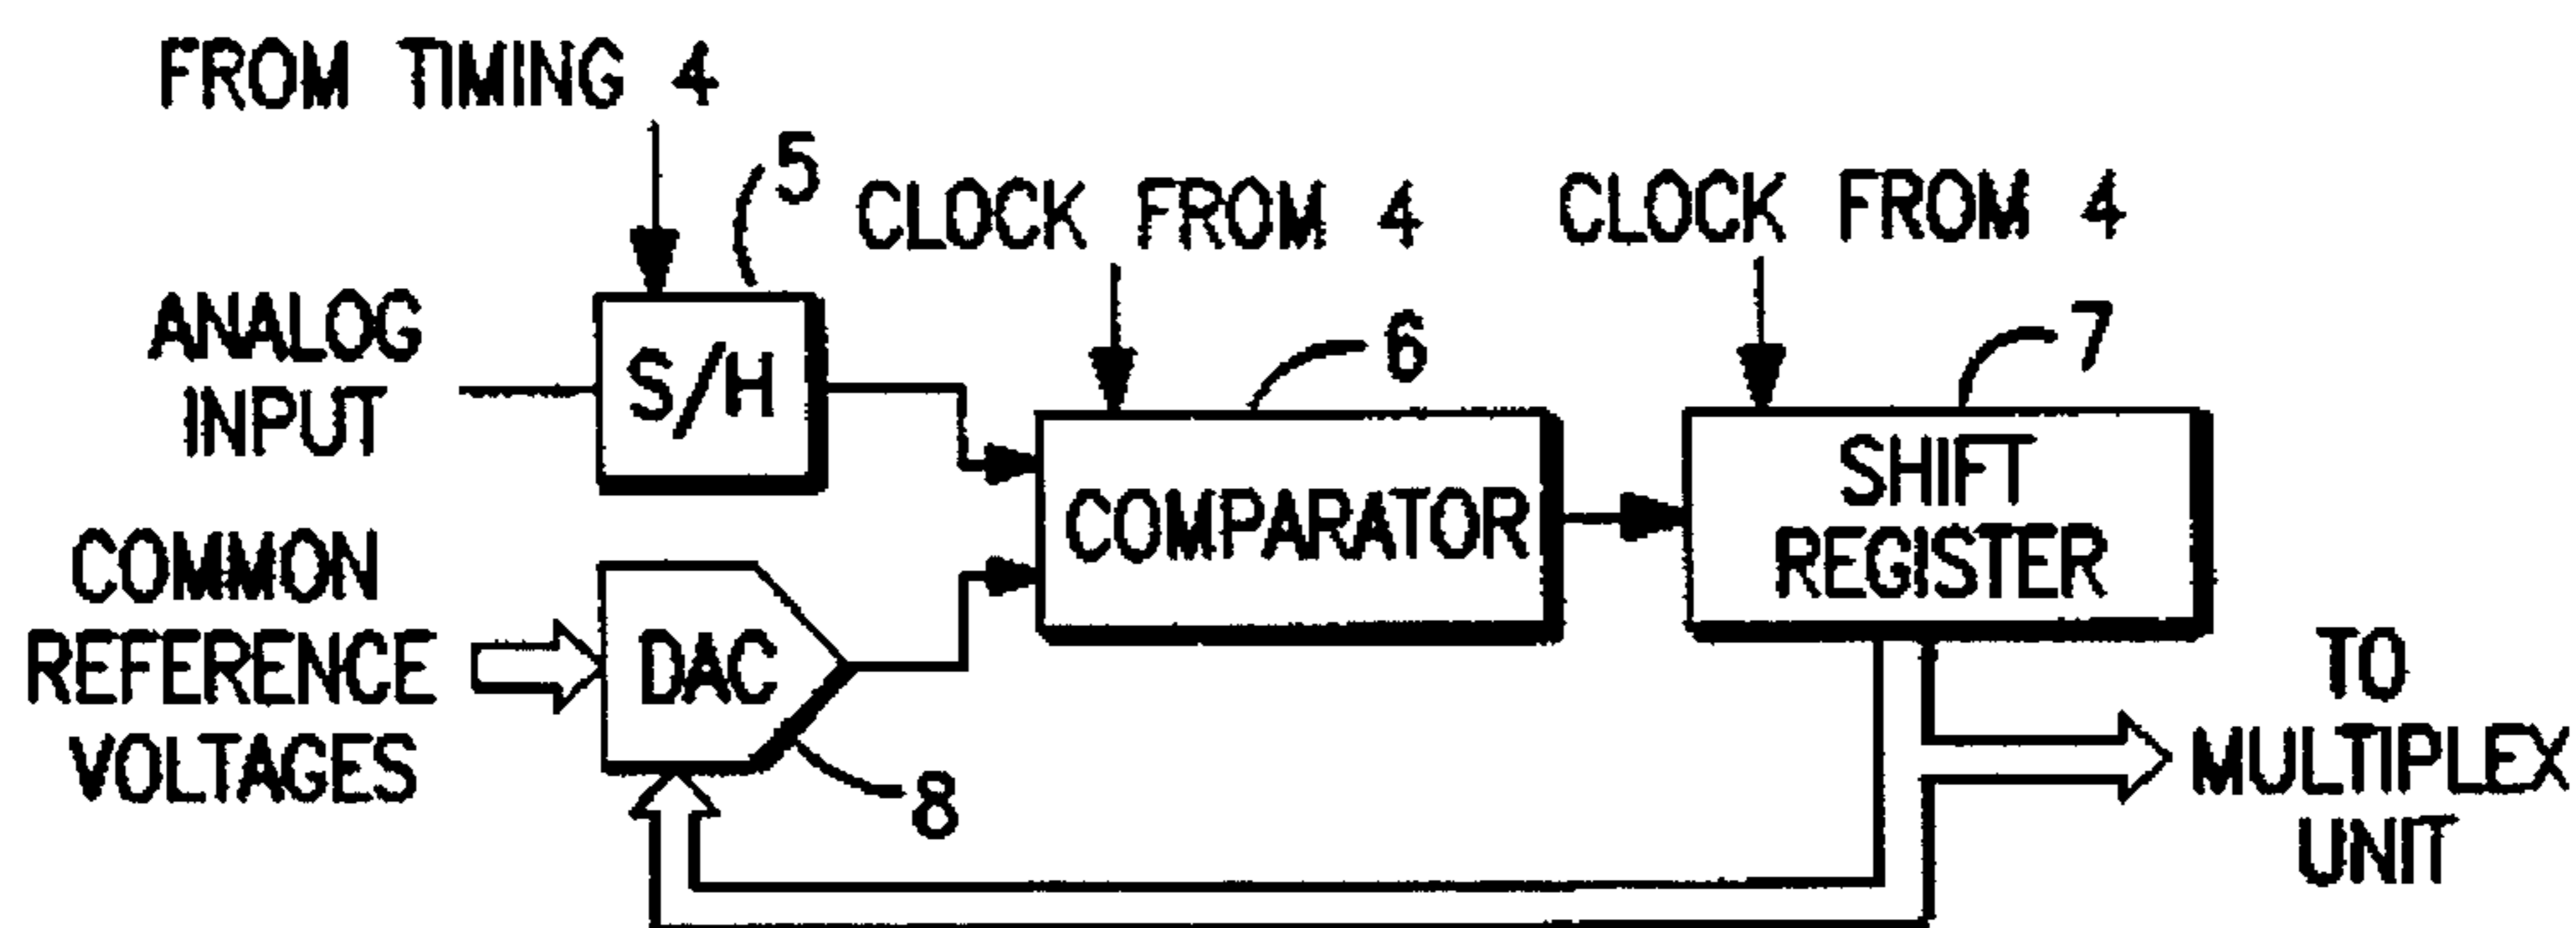 FROM TIMING 4
5
CLOCK FROM 4
CLOCK FROM 4
ANALOG
INPUT
S/H
6
7
COMPARATOR
SHIFT
REGISTER
COMMON
REFERENCE
VOLTAGES
DAC
8
TO
MULTIPLEX
UNIT